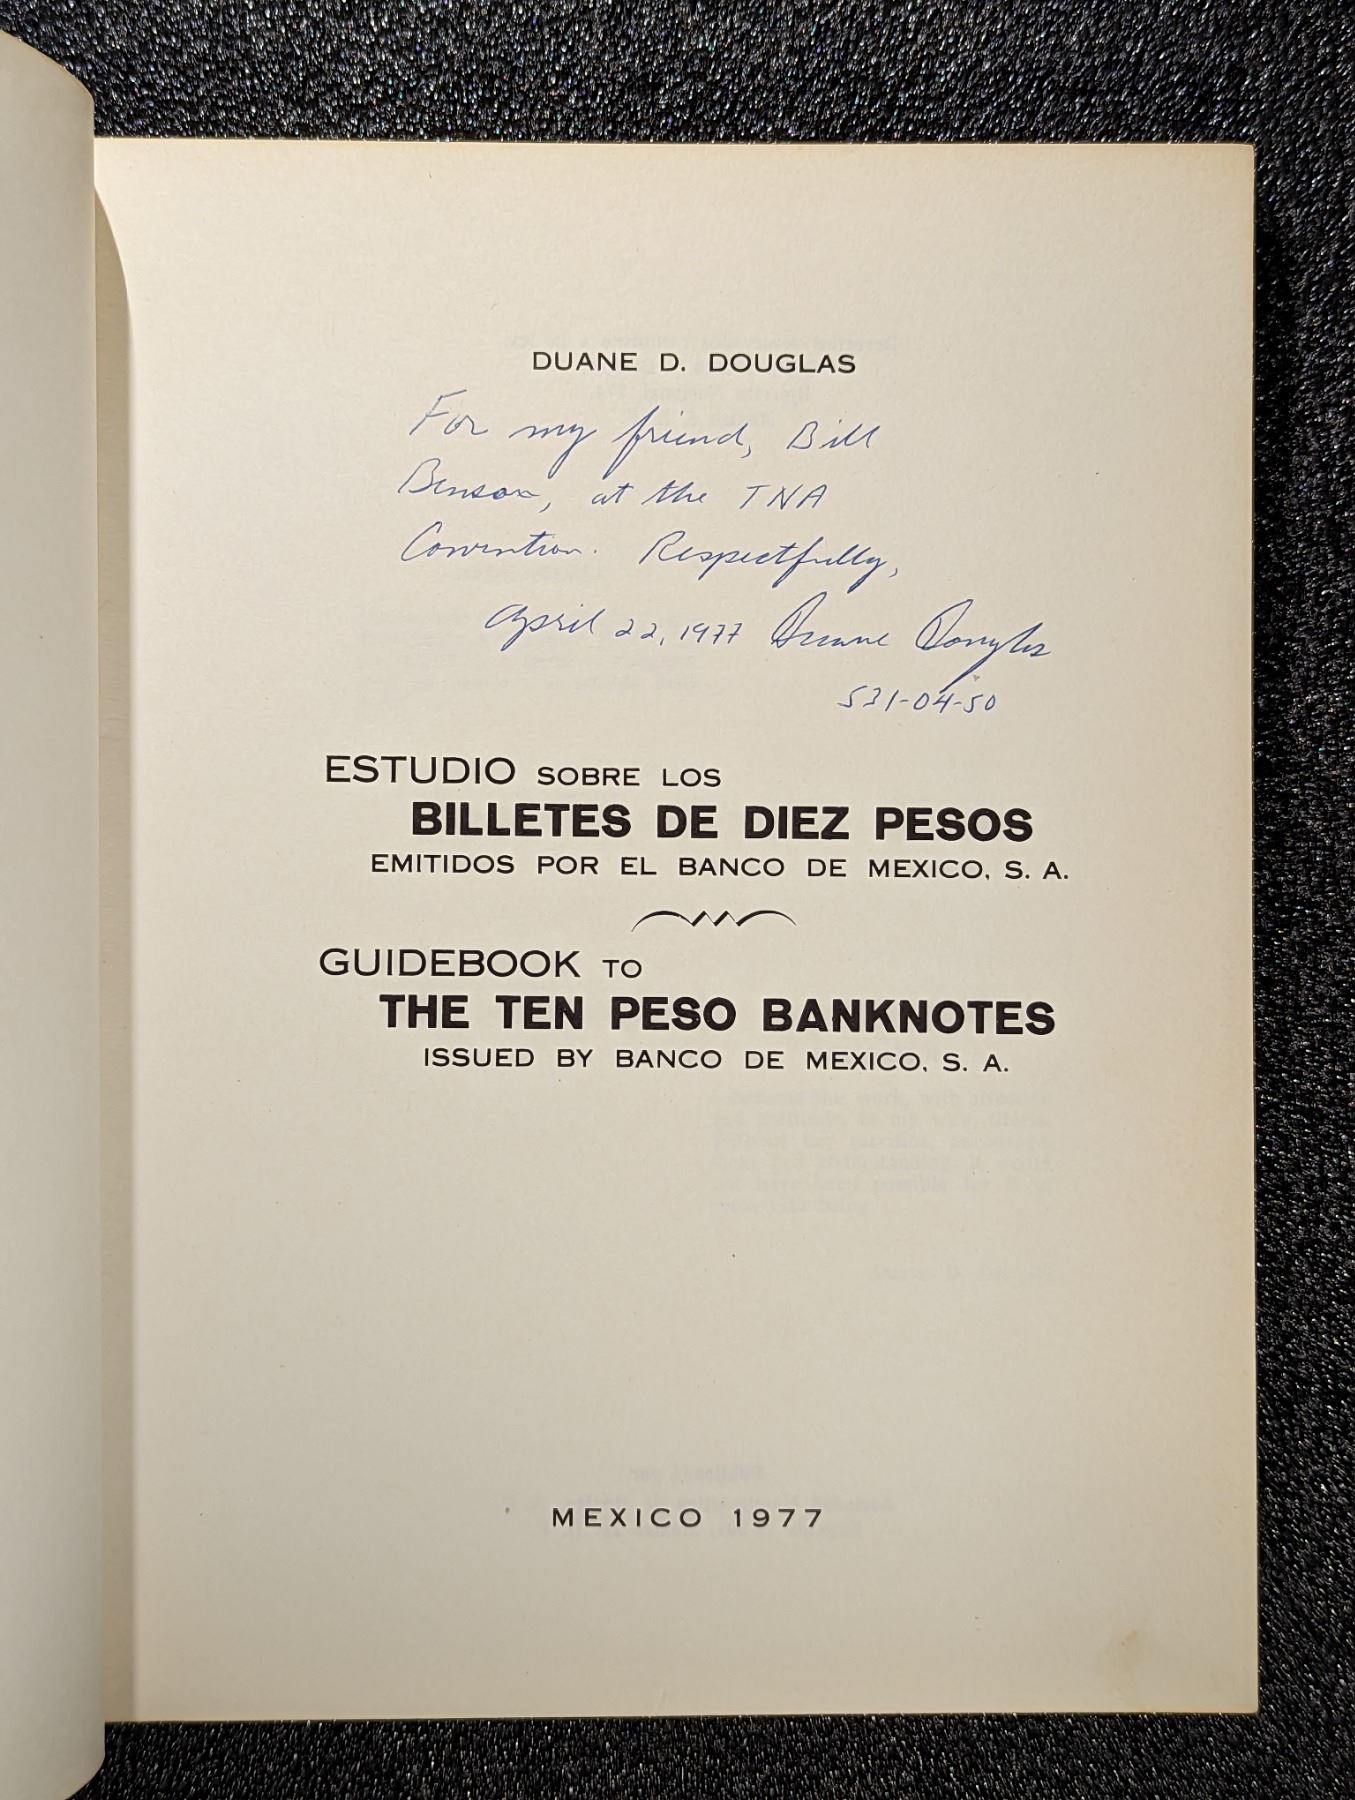 DUANE D. DOUGLAS
For my friend, Bill
Benson, at the TNA
Convention. Respectfully,
April 22, 1977 Duane Douglas
531-04-50
ESTUDIO SOBRE LOS
BILLETES DE DIEZ PESOS
EMITIDOS POR EL BANCO DE MEXICO, S. A.
GUIDEBOOK TO
THE TEN PESO BANKNOTES
ISSUED BY BANCO DE MEXICO, S. A.
MEXICO 1977